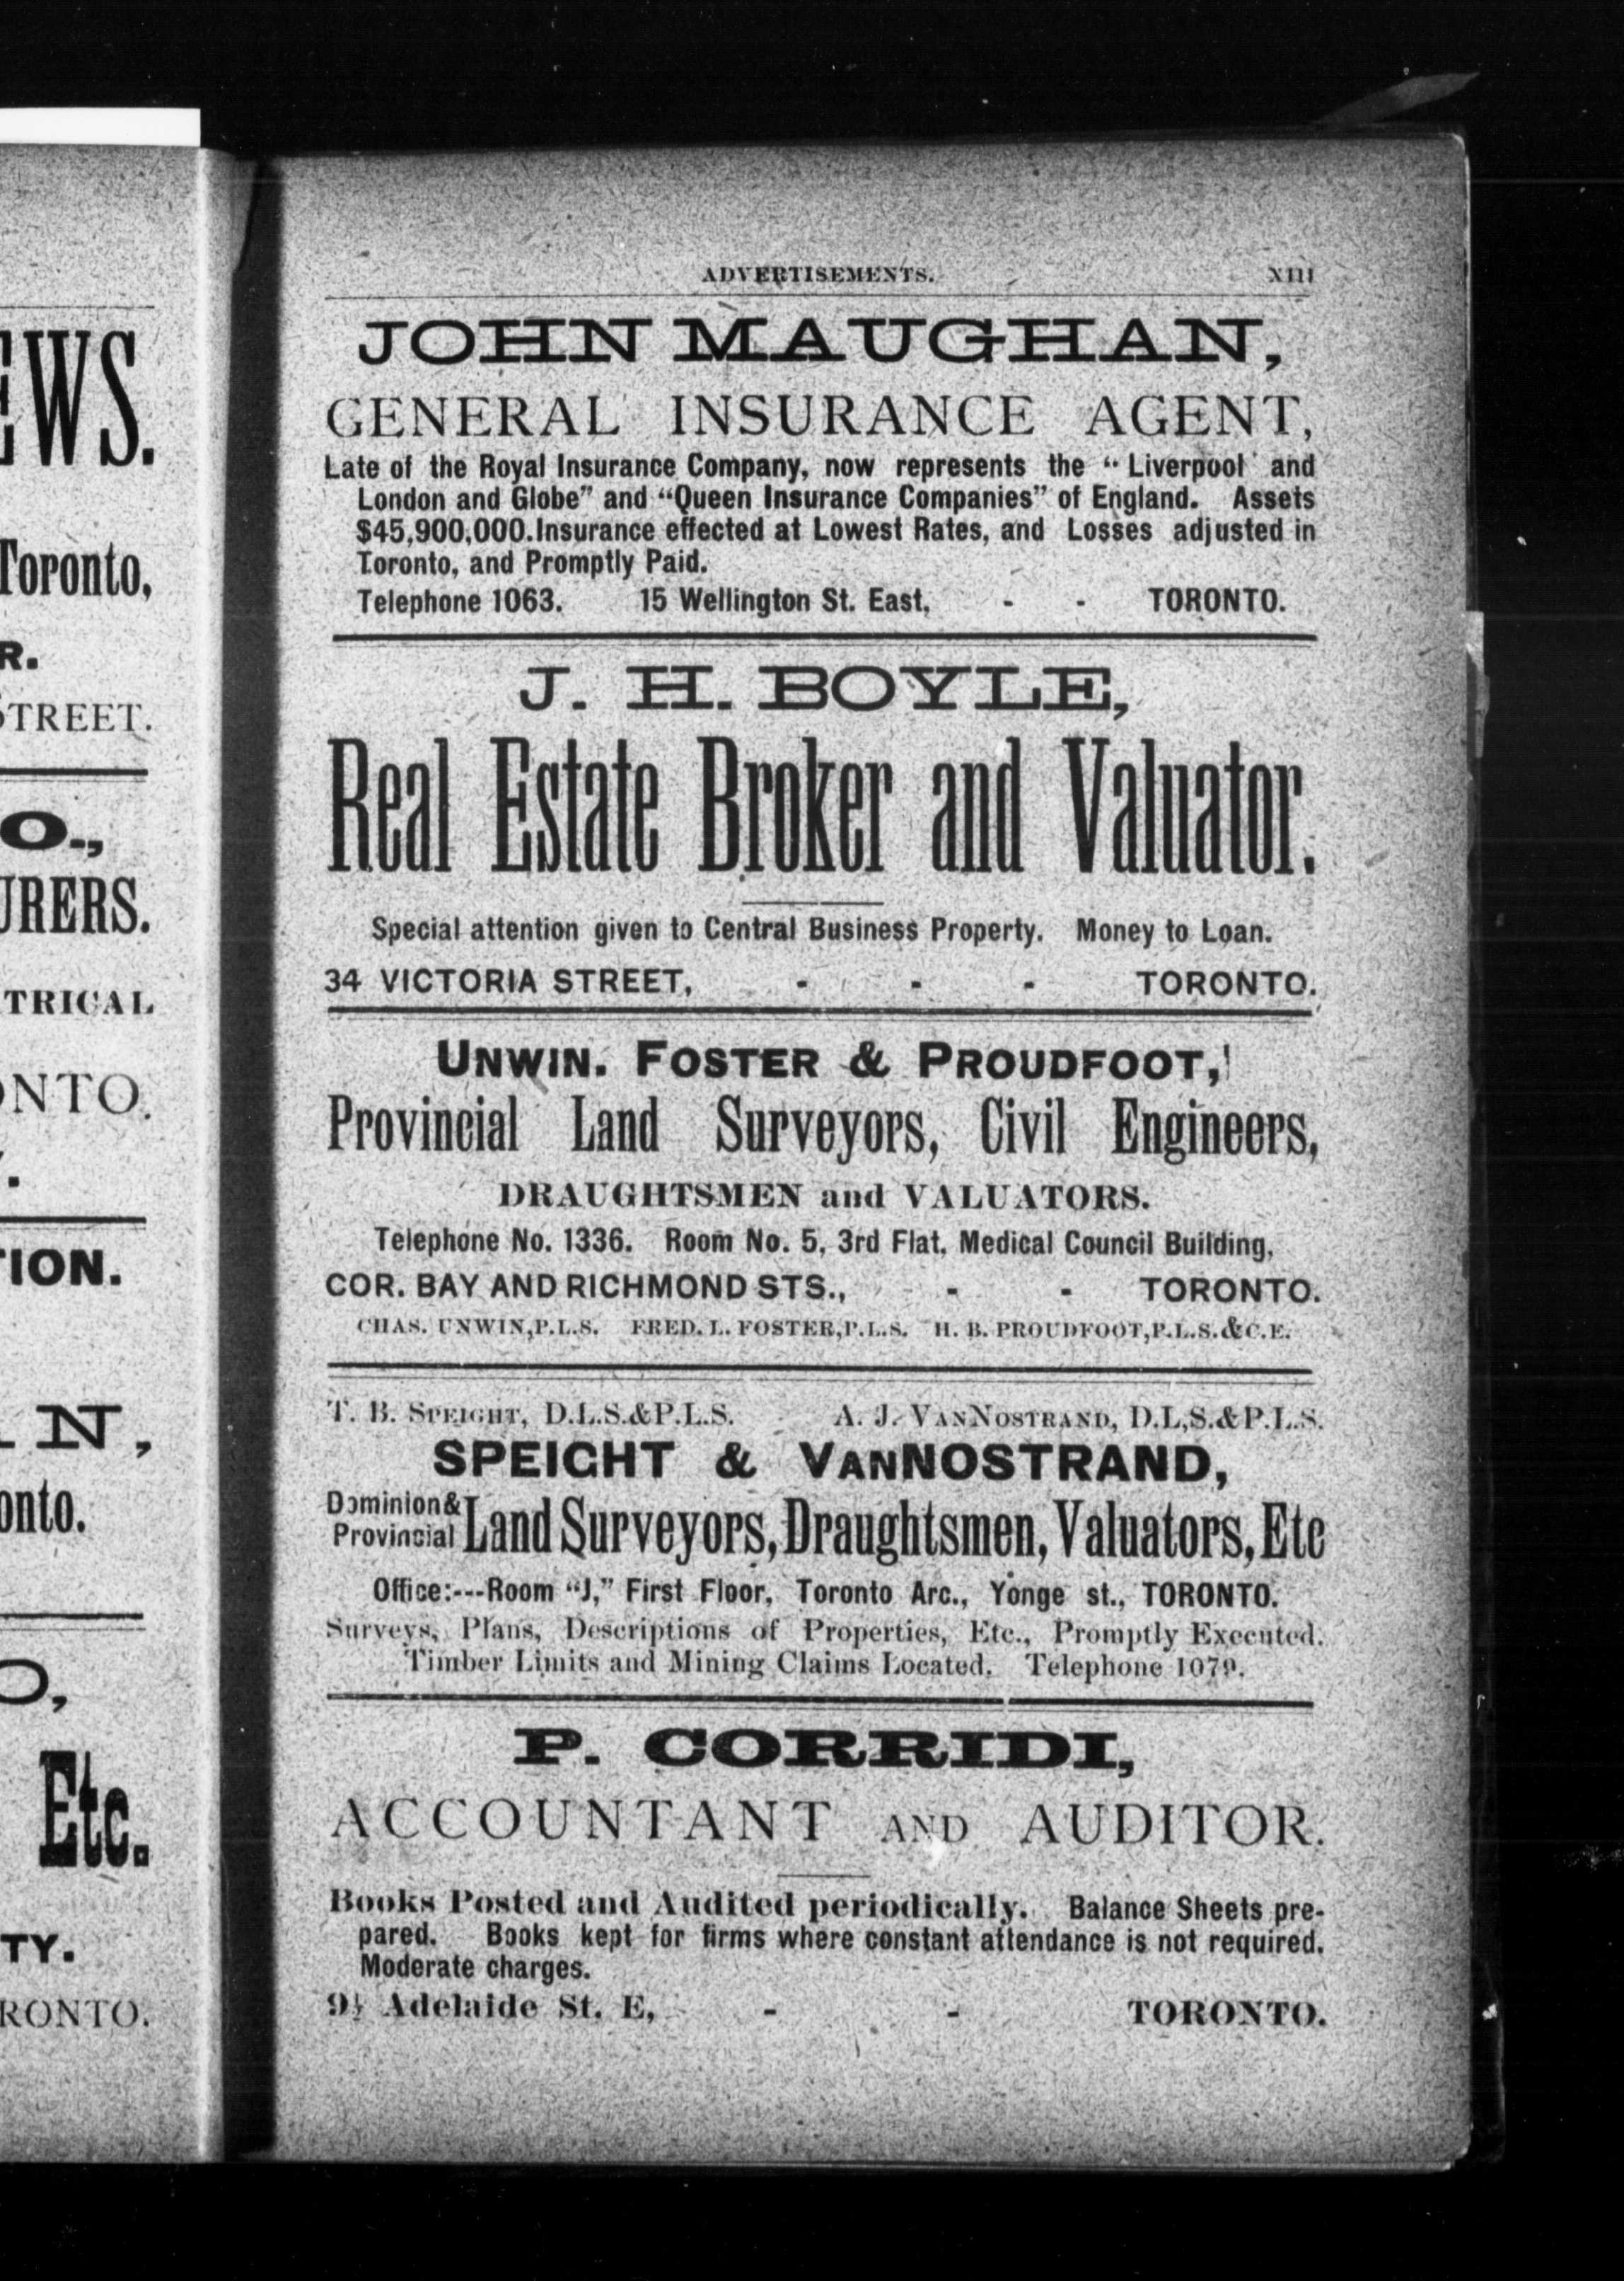 EWS.
Toronto,
R.
STREET.
O.,
URERS.
TRICAL
ONTO.
Y.
TION.
N,
onto.
O,
Etc.
TY.
RONTO.
ADVERTISEMENTS. XIII
JOHN MAUGHAN,
GENERAL INSURANCE AGENT,
Late of the Royal Insurance Company, now represents the “ Liverpool and
London and Globe” and “Queen Insurance Companies” of England. Assets
$45,900,000. Insurance effected at Lowest Rates, and Losses adjusted in
Toronto, and Promptly Paid.
Telephone 1063. 15 Wellington St. East, - - TORONTO.
J. H. BOYLE,
Real Estate Broker and Valuator.
Special attention given to Central Business Property. Money to Loan.
34 VICTORIA STREET, - - - TORONTO.
UNWIN. FOSTER & PROUDFOOT,
Provincial Land Surveyors, Civil Engineers,
DRAUGHTSMEN and VALUATORS.
Telephone No. 1336. Room No. 5, 3rd Flat, Medical Council Building,
COR. BAY AND RICHMOND STS., - - TORONTO.
CHAS. UNWIN, P.L.S. FRED. L. FOSTER, P.L.S. H. B. PROUDFOOT, P.L.S. & C.E.
T. B. SPEIGHT, D.L.S. & P.L.S. A. J. VANNOSTRAND, D.L,S. & P.L.S.
SPEIGHT & VANNOSTRAND,
Dominion & Provincial Land Surveyors, Draughtsmen, Valuators, Etc
Office:---Room “J,” First Floor, Toronto Arc., Yonge st., TORONTO.
Surveys, Plans, Descriptions of Properties, Etc., Promptly Executed.
Timber Limits and Mining Claims Located. Telephone 1079.
P. CORRIDI,
ACCOUNTANT AND AUDITOR.
Books Posted and Audited periodically. Balance Sheets pre-
pared. Books kept for firms where constant attendance is not required.
Moderate charges.
9½ Adelaide St. E, - - TORONTO.